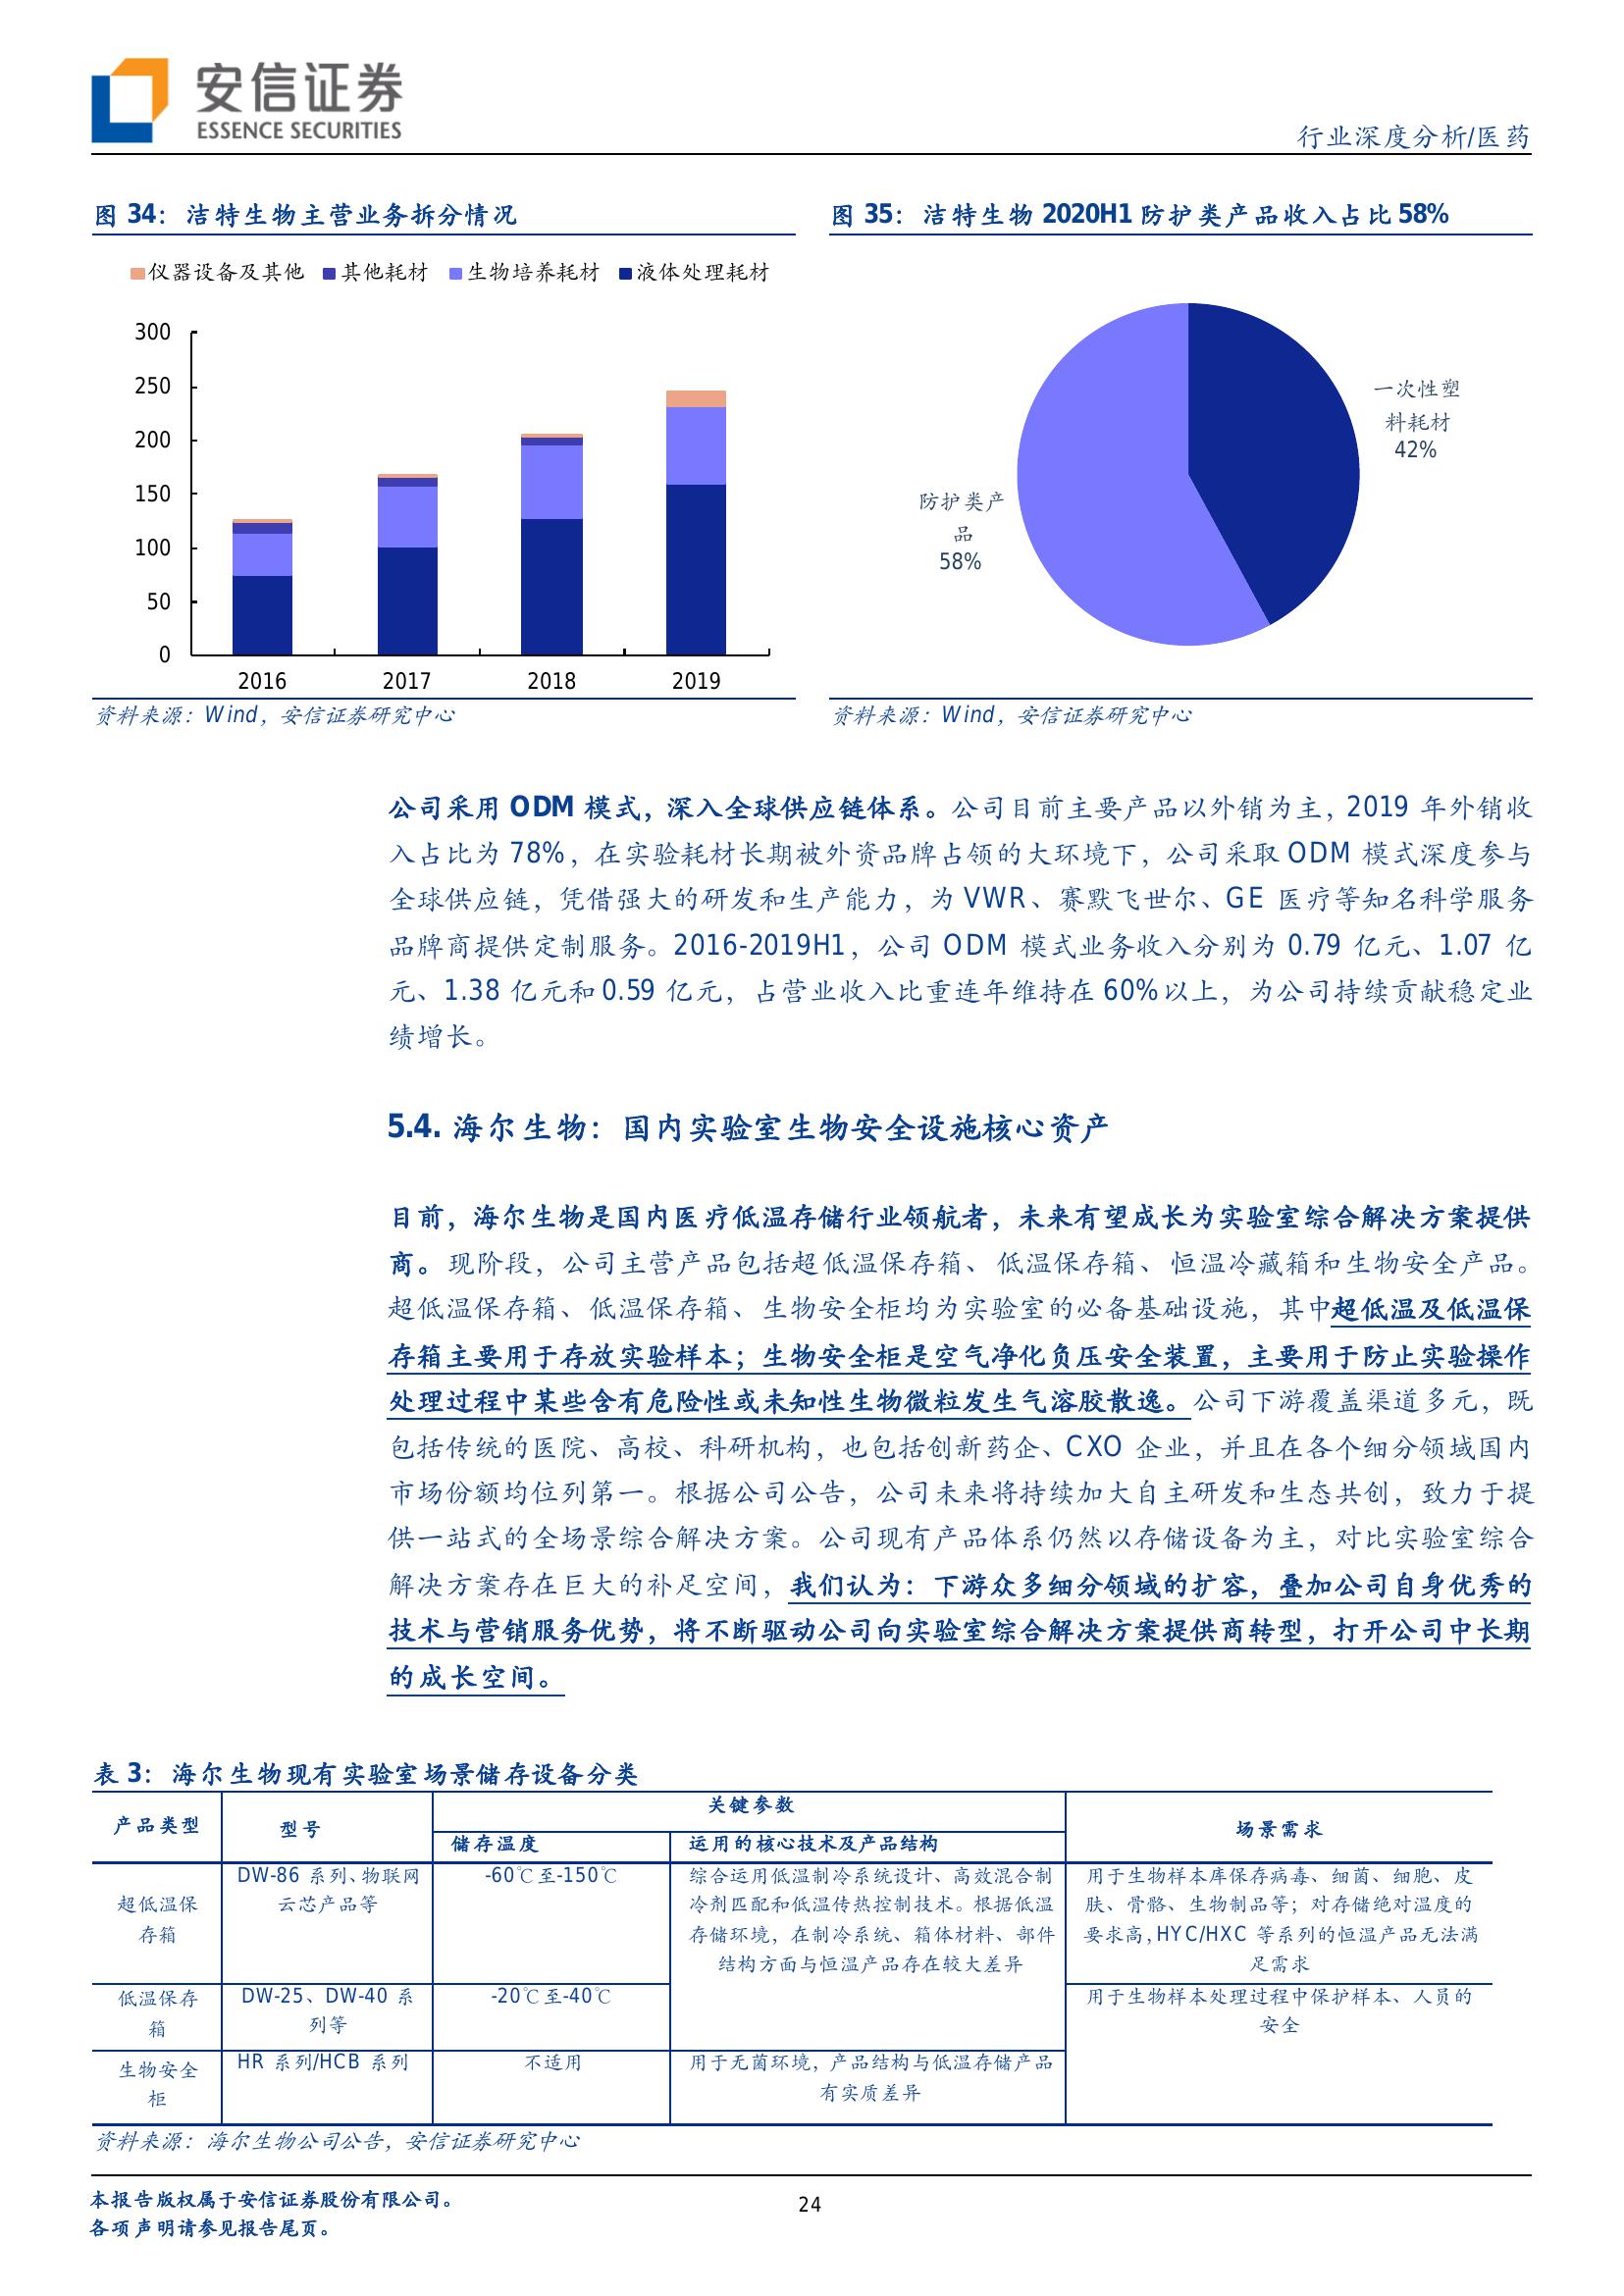 安信证券
ESSENCE SECURITIES
行业深度分析/医药
图 34：洁特生物主营业务拆分情况
仪器设备及其他 其他耗材 生物培养耗材 液体处理耗材
300
250
200
150
100
50
0
2016 2017 2018 2019
资料来源：Wind，安信证券研究中心
图 35：洁特生物 2020H1 防护类产品收入占比 58%
一次性塑
料耗材
42%
防护类产
品
58%
资料来源：Wind，安信证券研究中心
公司采用 ODM 模式，深入全球供应链体系。公司目前主要产品以外销为主，2019 年外销收
入占比为 78%，在实验耗材长期被外资品牌占领的大环境下，公司采取 ODM 模式深度参与
全球供应链，凭借强大的研发和生产能力，为 VWR、赛默飞世尔、GE 医疗等知名科学服务
品牌商提供定制服务。2016-2019H1，公司 ODM 模式业务收入分别为 0.79 亿元、1.07 亿
元、1.38 亿元和 0.59 亿元，占营业收入比重连年维持在 60%以上，为公司持续贡献稳定业
绩增长。
5.4. 海尔生物：国内实验室生物安全设施核心资产
目前，海尔生物是国内医疗低温存储行业领航者，未来有望成长为实验室综合解决方案提供
商。现阶段，公司主营产品包括超低温保存箱、低温保存箱、恒温冷藏箱和生物安全产品。
超低温保存箱、低温保存箱、生物安全柜均为实验室的必备基础设施，其中超低温及低温保
存箱主要用于存放实验样本；生物安全柜是空气净化负压安全装置，主要用于防止实验操作
处理过程中某些含有危险性或未知性生物微粒发生气溶胶散逸。公司下游覆盖渠道多元，既
包括传统的医院、高校、科研机构，也包括创新药企、CXO 企业，并且在各个细分领域国内
市场份额均位列第一。根据公司公告，公司未来将持续加大自主研发和生态共创，致力于提
供一站式的全场景综合解决方案。公司现有产品体系仍然以存储设备为主，对比实验室综合
解决方案存在巨大的补足空间，我们认为：下游众多细分领域的扩容，叠加公司自身优秀的
技术与营销服务优势，将不断驱动公司向实验室综合解决方案提供商转型，打开公司中长期
的成长空间。
表 3：海尔生物现有实验室场景储存设备分类
产品类型 型号 关键参数 场景需求
储存温度 运用的核心技术及产品结构
超低温保
存箱
DW-86 系列、物联网
云芯产品等
-60℃至-150℃
综合运用低温制冷系统设计、高效混合制
冷剂匹配和低温传热控制技术。根据低温
存储环境，在制冷系统、箱体材料、部件
结构方面与恒温产品存在较大差异
用于生物样本库保存病毒、细菌、细胞、皮
肤、骨骼、生物制品等；对存储绝对温度的
要求高，HYC/HXC 等系列的恒温产品无法满
足需求
低温保存
箱
DW-25、DW-40 系
列等
-20℃至-40℃
用于生物样本处理过程中保护样本、人员的
安全
生物安全
柜
HR 系列/HCB 系列
不适用
用于无菌环境，产品结构与低温存储产品
有实质差异
资料来源：海尔生物公司公告，安信证券研究中心
本报告版权属于安信证券股份有限公司。
各项声明请参见报告尾页。
24